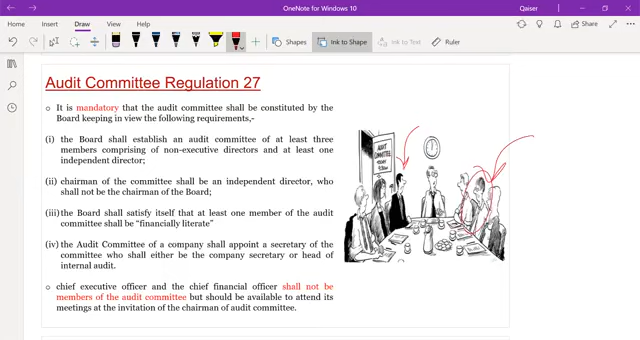 OneNote for Windows 10
Qaiser
Home
Insert
Draw
View
Help
Share
Shapes
Ink to Shape
Ink to Text
Ruler
Audit Committee Regulation 27
o It is mandatory that the audit committee shall be constituted by the
Board keeping in view the following requirements,-
(i) the Board shall establish an audit committee of at least three
members comprising of non-executive directors and at least one
independent director;
(ii) chairman of the committee shall be an independent director, who
shall not be the chairman of the Board;
(iii) the Board shall satisfy itself that at least one member of the audit
committee shall be "financially literate"
(iv) the Audit Committee of a company shall appoint a secretary of the
committee who shall either be the company secretary or head of
internal audit.
o chief executive officer and the chief financial officer shall not be
members of the audit committee but should be available to attend its
meetings at the invitation of the chairman of audit committee.
AUDIT
COMMITTEE